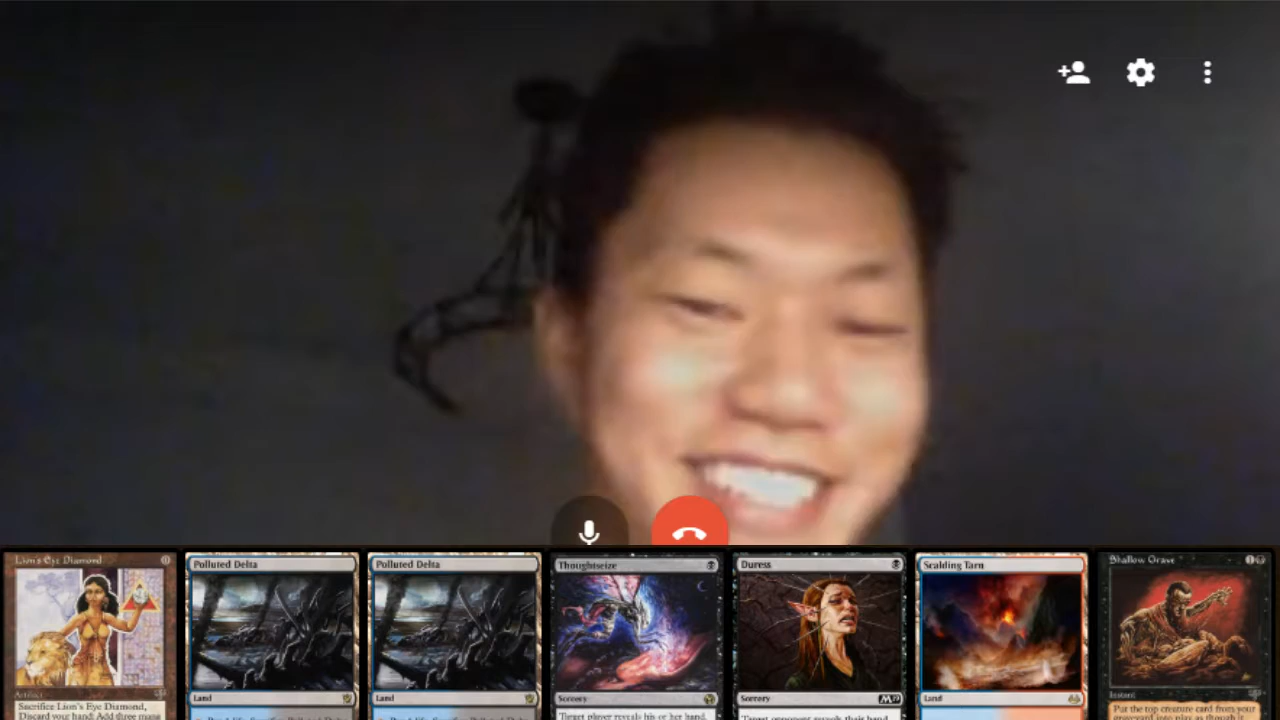 Lion's Eye Diamond
Polluted Delta
Polluted Delta
Thoughtseize
Duress
Scalding Tarn
Shallow Grave
Artifact
Land
Land
Sorcery
Sorcery
M19
Land
Instant
Sacrifice Lion's Eye Diamond,
Discard your hand: Add three mana
Target player reveals his or her hand.
Target opponent reveals their hand
Put the top creature card from your
graveyard into play as though